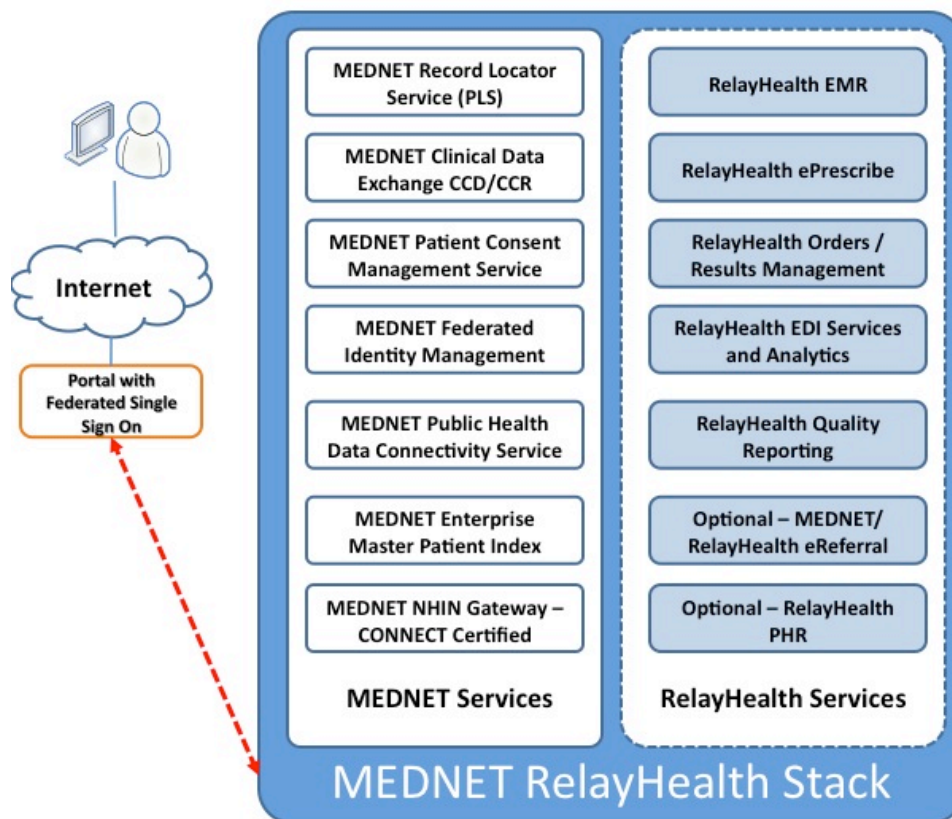 Internet
Portal with
Federated Single
Sign On
MEDNET Record Locator
Service (PLS)
MEDNET Clinical Data
Exchange CCD/CCR
MEDNET Patient Consent
Management Service
MEDNET Federated
Identity Management
MEDNET Public Health
Data Connectivity Service
MEDNET Enterprise
Master Patient Index
MEDNET NHIN Gateway –
CONNECT Certified
MEDNET Services
RelayHealth EMR
RelayHealth ePrescribe
RelayHealth Orders /
Results Management
RelayHealth EDI Services
and Analytics
RelayHealth Quality
Reporting
Optional – MEDNET/
RelayHealth eReferral
Optional – RelayHealth
PHR
RelayHealth Services
MEDNET RelayHealth Stack